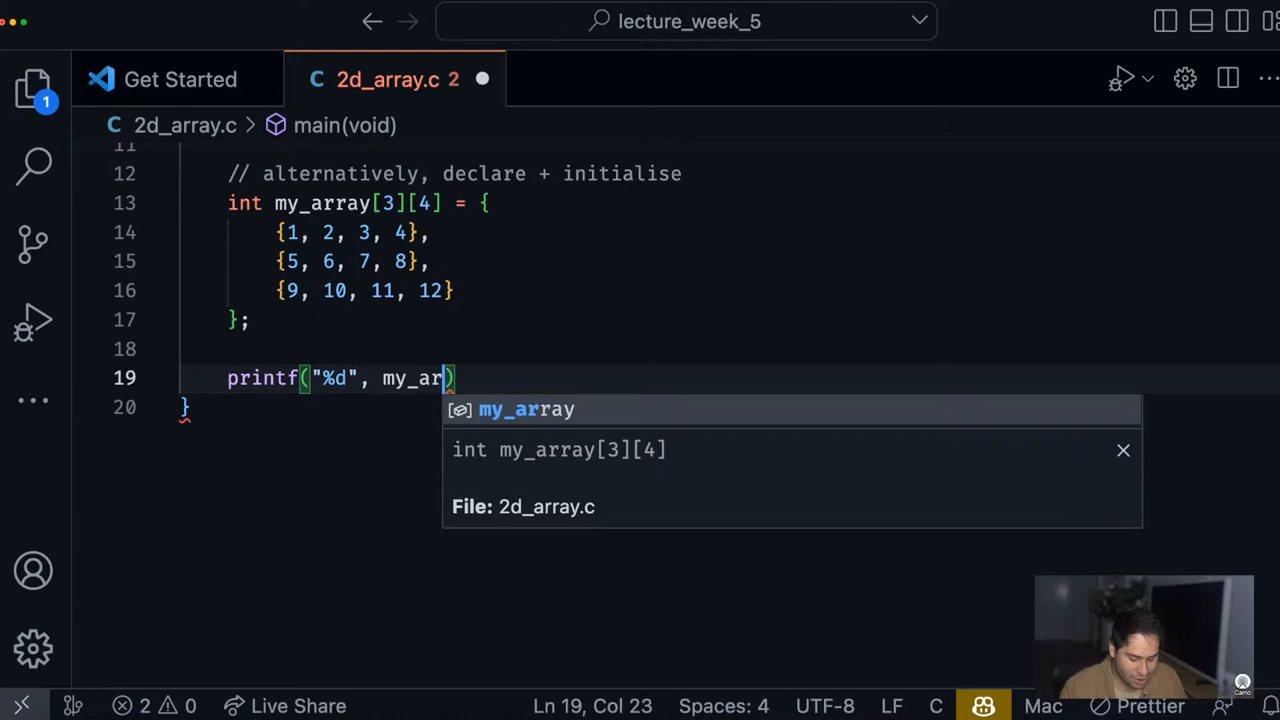 lecture_week_5
Get Started
C 2d_array.c 2
1
C 2d_array.c > main(void)
11
12 // alternatively, declare + initialise
13 int my_array[3][4] = {
14 {1, 2, 3, 4},
15 {5, 6, 7, 8},
16 {9, 10, 11, 12}
17 };
18
19 printf("%d", my_ar)
20 }
my_array
int my_array[3][4]
File: 2d_array.c
Camo
2 0 Live Share Ln 19, Col 23 Spaces: 4 UTF-8 LF C Mac Prettier